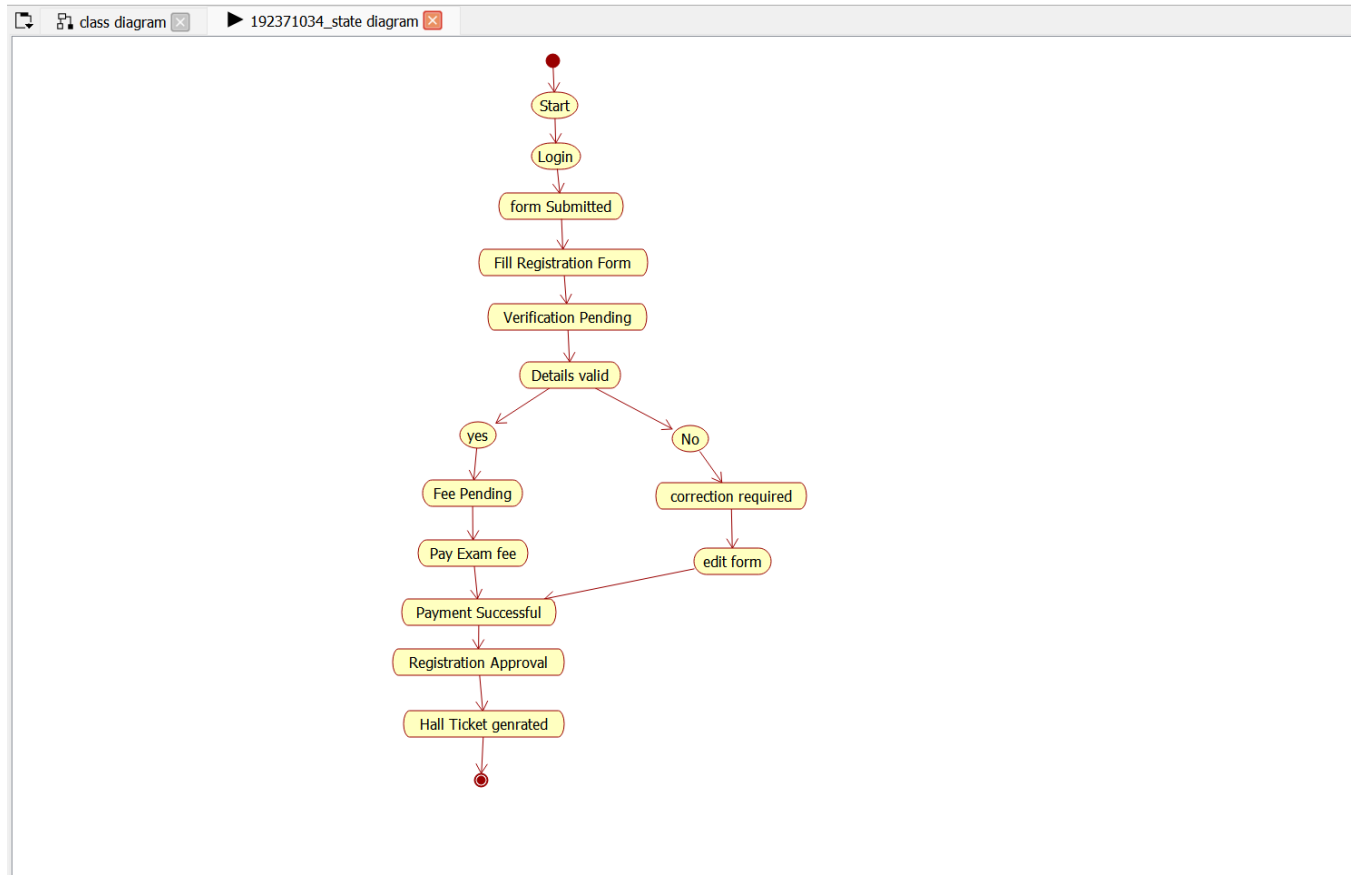 class diagram
192371034_state diagram
Start
Login
form Submitted
Fill Registration Form
Verification Pending
Details valid
yes
No
Fee Pending
correction required
Pay Exam fee
edit form
Payment Successful
Registration Approval
Hall Ticket genrated